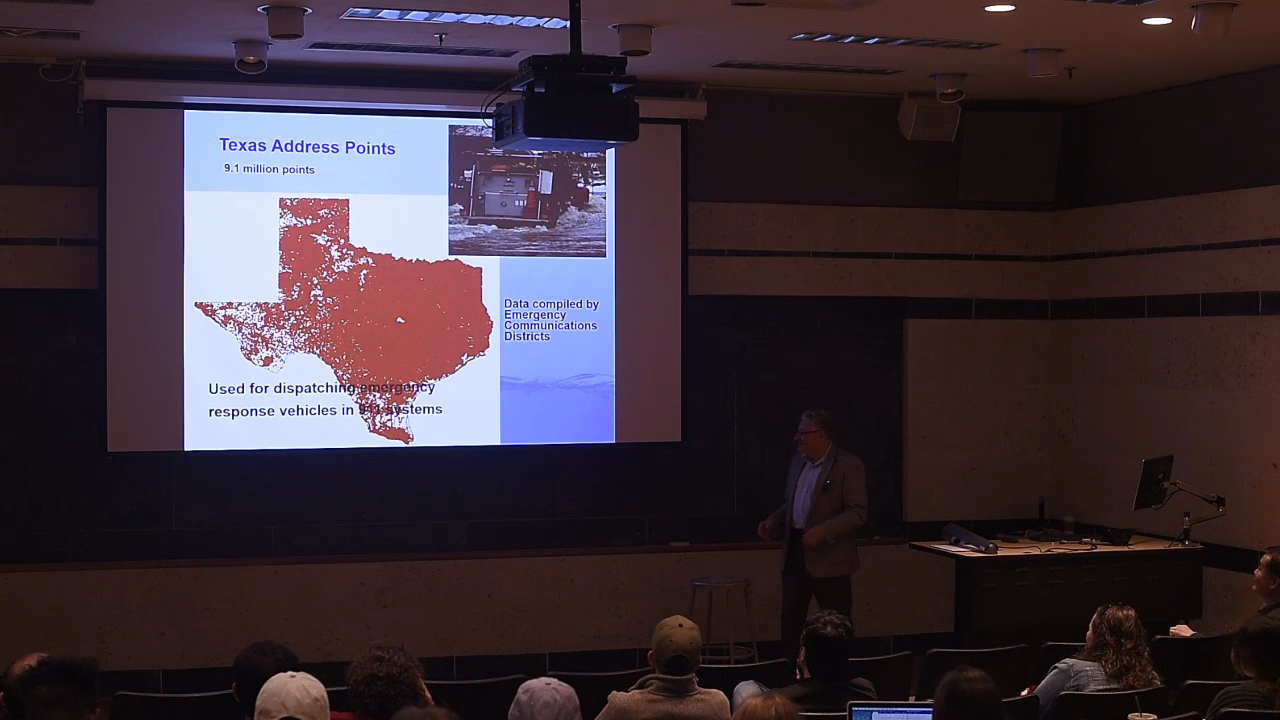 Texas Address Points
9.1 million points
Data compiled by
Emergency
Communications
Districts
Used for dispatching emergency
response vehicles in 911 systems